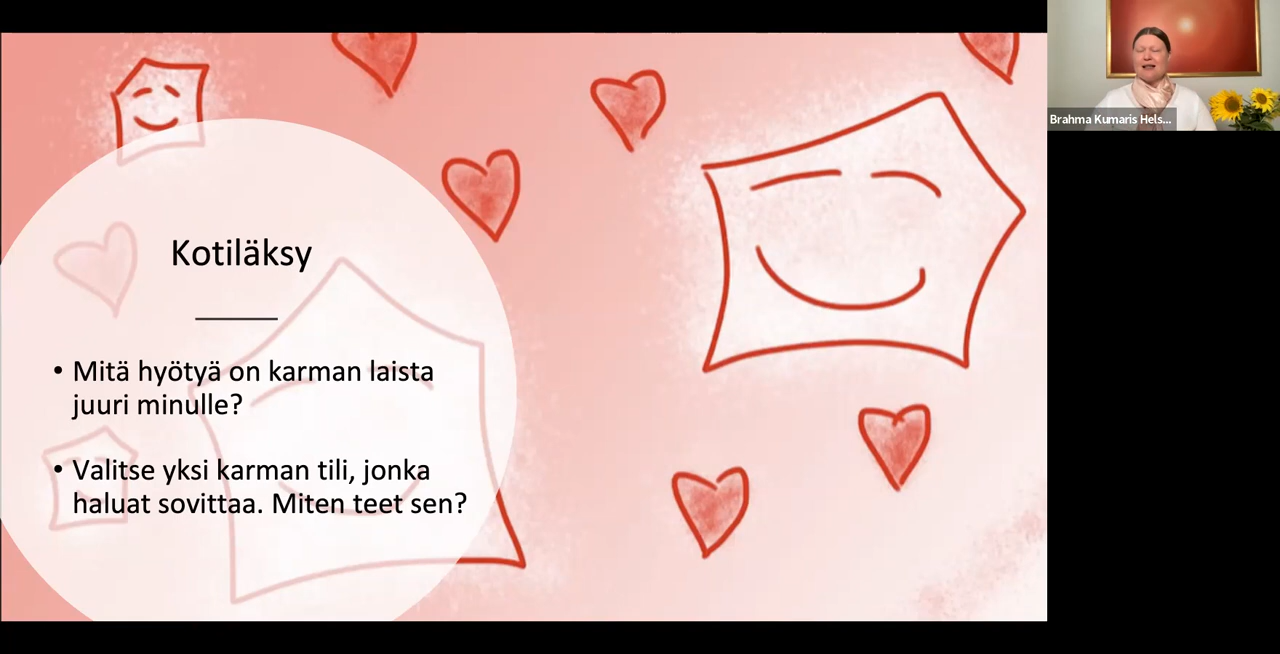 Kotiläksy
• Mitä hyötyä on karman laista
juuri minulle?
• Valitse yksi karman tili, jonka
haluat sovittaa. Miten teet sen?
Brahma Kumaris Hels...